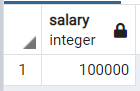 salary
integer
1 100000